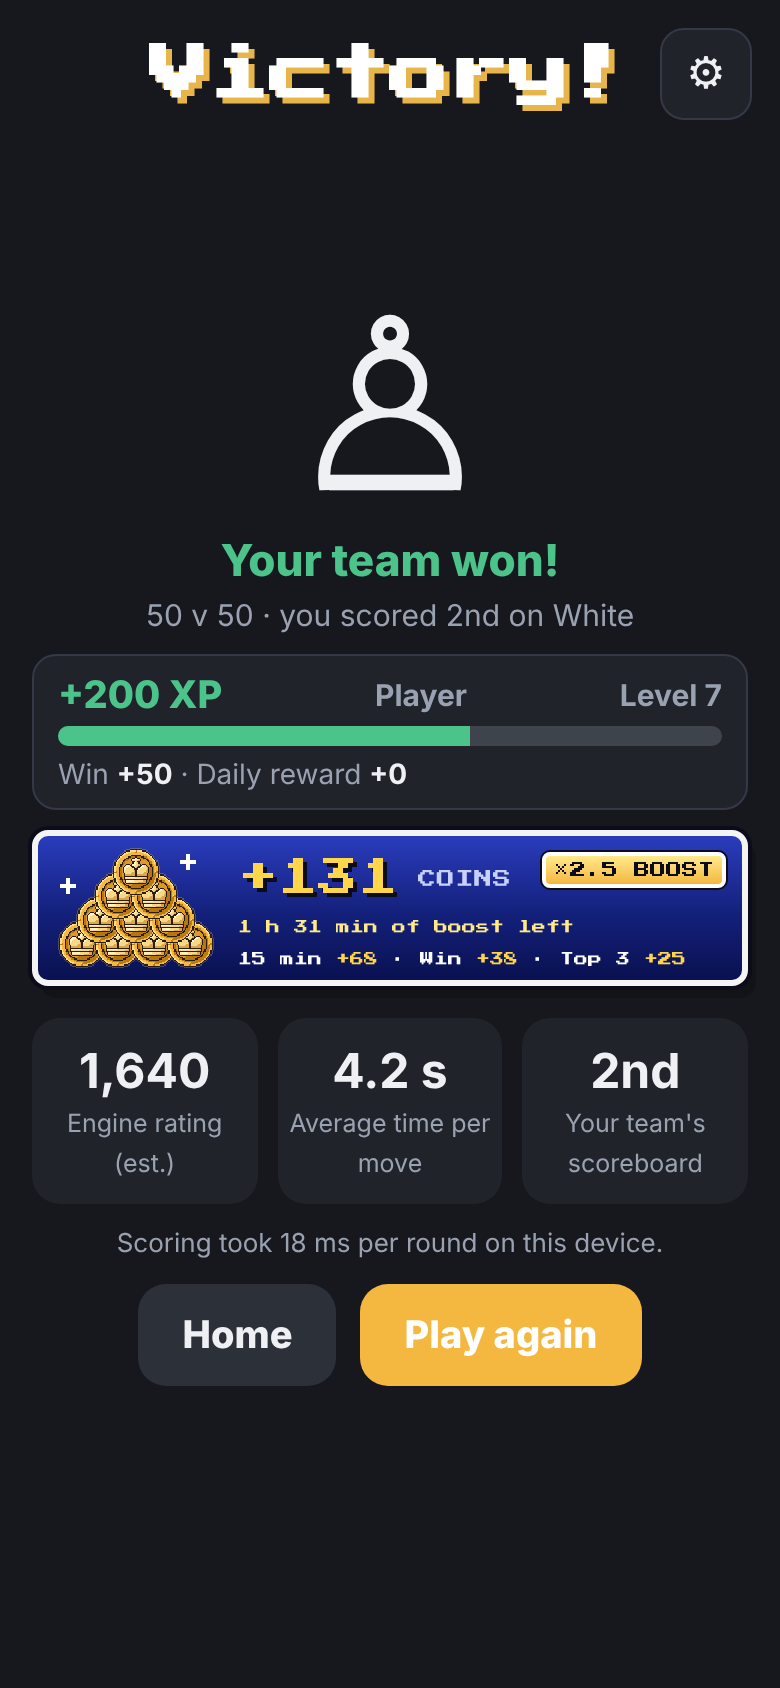 Victory!
Your team won!
50 v 50 · you scored 2nd on White
+200 XP Player Level 7
Win +50 · Daily reward +0
+131 COINS ×2.5 BOOST
1 h 31 min of boost left
15 min +68 · Win +38 · Top 3 +25
1,640
Engine rating
(est.)
4.2 s
Average time per
move
2nd
Your team's
scoreboard
Scoring took 18 ms per round on this device.
Home Play again